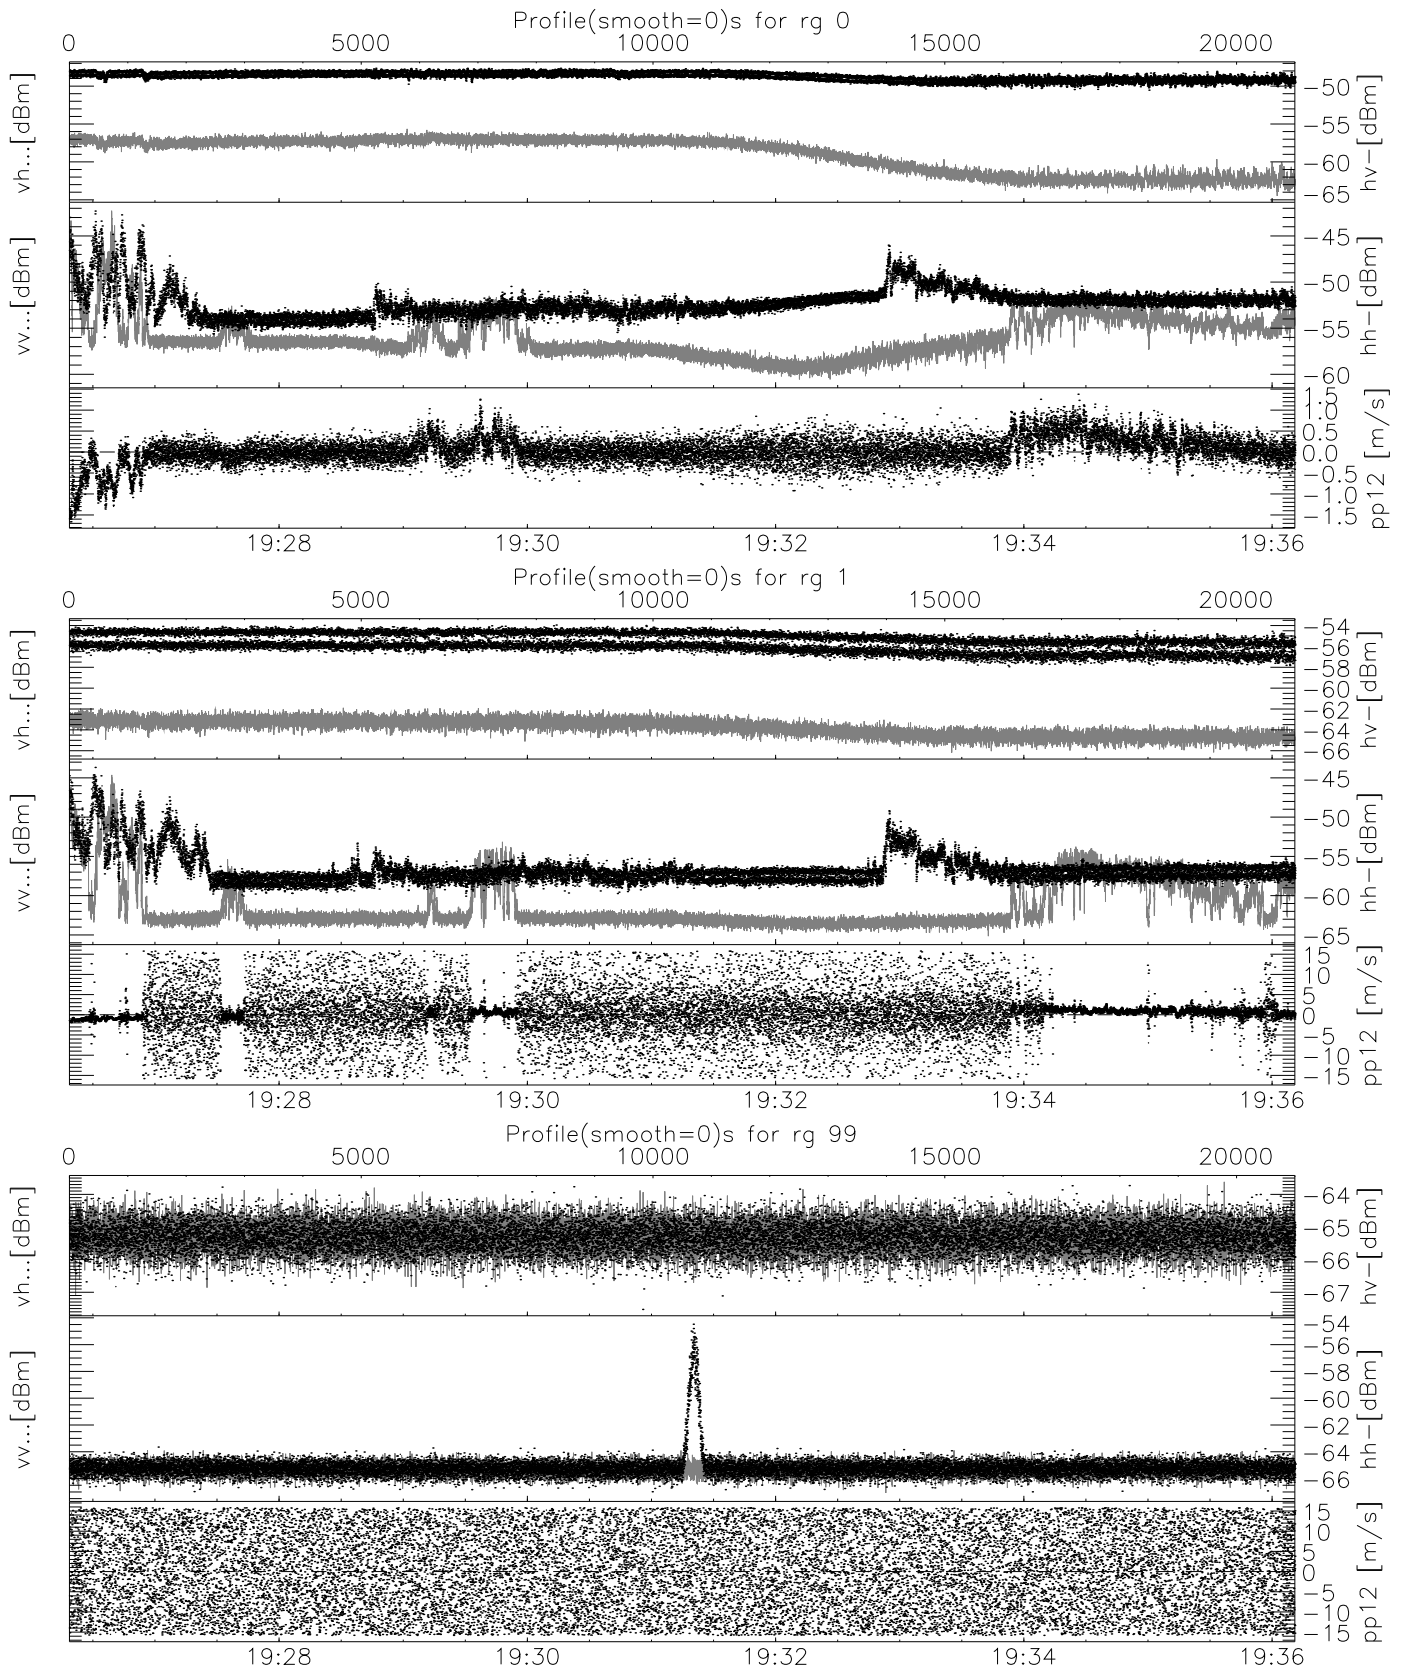 Profile(smooth=0)s for rg 0
0 5000 10000 15000 20000
vh...[dBm]
-50
-55
-60
-65
hv-[dBm]
vv...[dBm]
-45
-50
-55
-60
hh-[dBm]
1.5
1.0
0.5
0.0
-0.5
-1.0
-1.5
pp12 [m/s]
19:28 19:30 19:32 19:34 19:36
Profile(smooth=0)s for rg 1
0 5000 10000 15000 20000
vh...[dBm]
-54
-56
-58
-60
-62
-64
-66
hv-[dBm]
vv...[dBm]
-45
-50
-55
-60
-65
hh-[dBm]
15
10
5
0
-5
-10
-15
pp12 [m/s]
19:28 19:30 19:32 19:34 19:36
Profile(smooth=0)s for rg 99
0 5000 10000 15000 20000
vh...[dBm]
-64
-65
-66
-67
hv-[dBm]
vv...[dBm]
-54
-56
-58
-60
-62
-64
-66
hh-[dBm]
15
10
5
0
-5
-10
-15
pp12 [m/s]
19:28 19:30 19:32 19:34 19:36